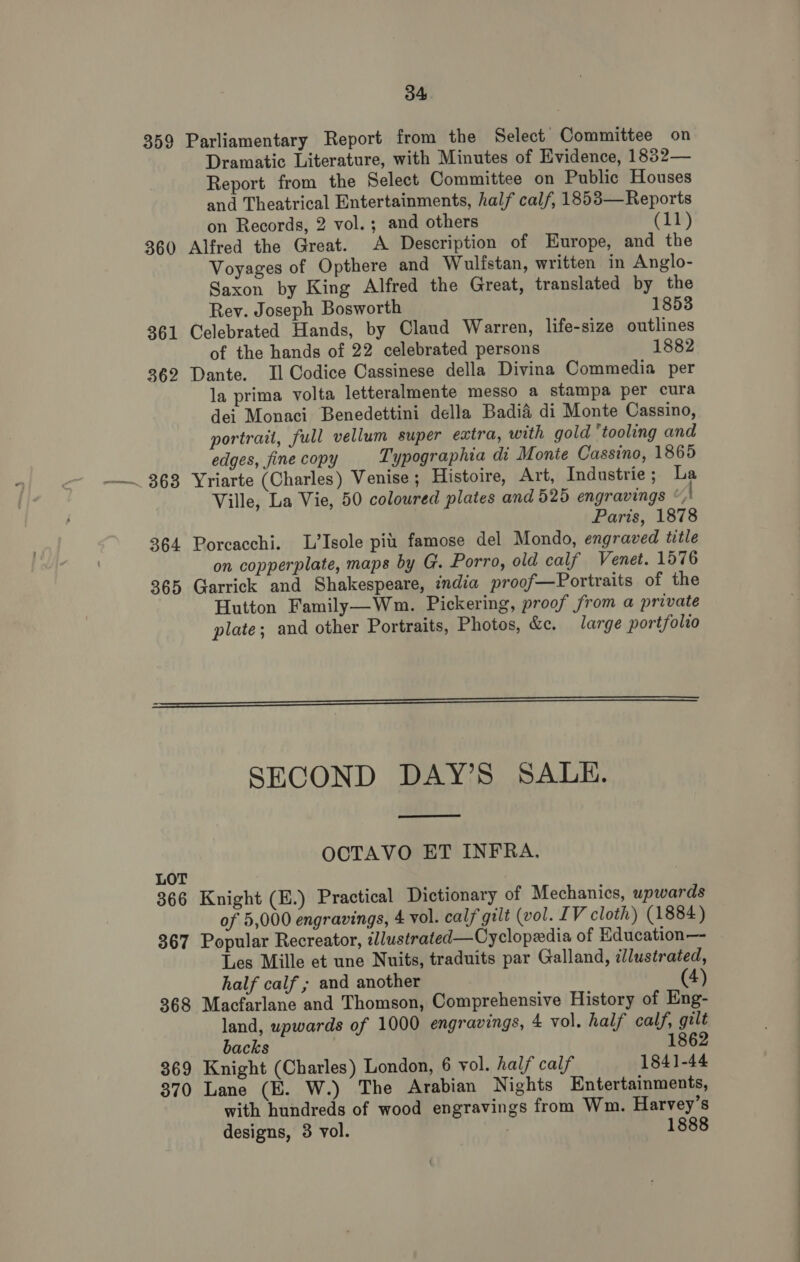 34
359 Parliamentary Report from the Select Committee on
Dramatic Literature, with Minutes of Evidence, 1832—
Report from the Select Committee on Public Houses
and Theatrical Entertainments, half calf, 1853—Reports
on Records, 2 vol.; and others (11)
360 Alfred the Great. A Description of Europe, and the
Voyages of Opthere and Wulfstan, written in Anglo-
Saxon by King Alfred the Great, translated by the
Rev. Joseph Bosworth 1853
361 Celebrated Hands, by Claud Warren, life-size outlines
of the hands of 22 celebrated persons 1882
362 Dante. Il Codice Cassinese della Divina Commedia per
la prima volta letteralmente messo a stampa per cura
dei Monaci Benedettini della Badiâ di Monte Cassino,
portrait, full vellum super extra, with gold tooling and
edges, fine copy Typographia di Monte Cassino, 1865
363 Yriarte (Charles) Venise; Histoire, Art, Industrie; La
Ville, La Vie, 50 coloured plates and 525 engravings
Paris, 1878
364 Porcacchi. L'Isole più famose del Mondo, engraved title
on copperplate, maps by G. Porro, old calf Venet. 1576
365 Garrick and Shakespeare, india proof—Portraits of the
Hutton Family—Wm. Pickering, proof from a private
plate; and other Portraits, Photos, &c. large portfolio
SECOND DAY'S SALE.
OCTAVO ET INFRA.
LOT
366 Knight (E.) Practical Dictionary of Mechanics, upwards
of 5,000 engravings, 4 vol. calf gilt (vol. IV cloth) (1884)
367 Popular Recreator, illustrated—Cyclopædia of Education—
Les Mille et une Nuits, traduits par Galland, illustrated,
half calf; and another (4)
368 Macfarlane and Thomson, Comprehensive History of Eng-
land, upwards of 1000 engravings, 4 vol. half calf, gilt
backs 1862
369 Knight (Charles) London, 6 vol. half calf 1841-44
370 Lane (E. W.) The Arabian Nights Entertainments,
with hundreds of wood engravings from Wm. Harvey's
designs, 3 vol. 1888